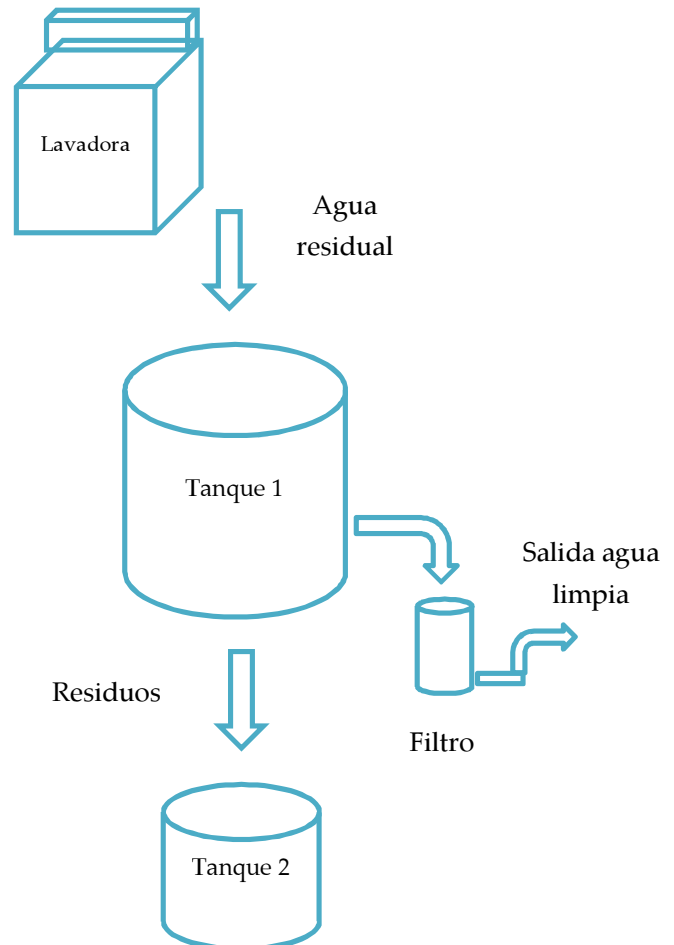 Lavadora
Agua
residual
Tanque 1
Salida agua
limpia
Residuos
Filtro
Tanque 2